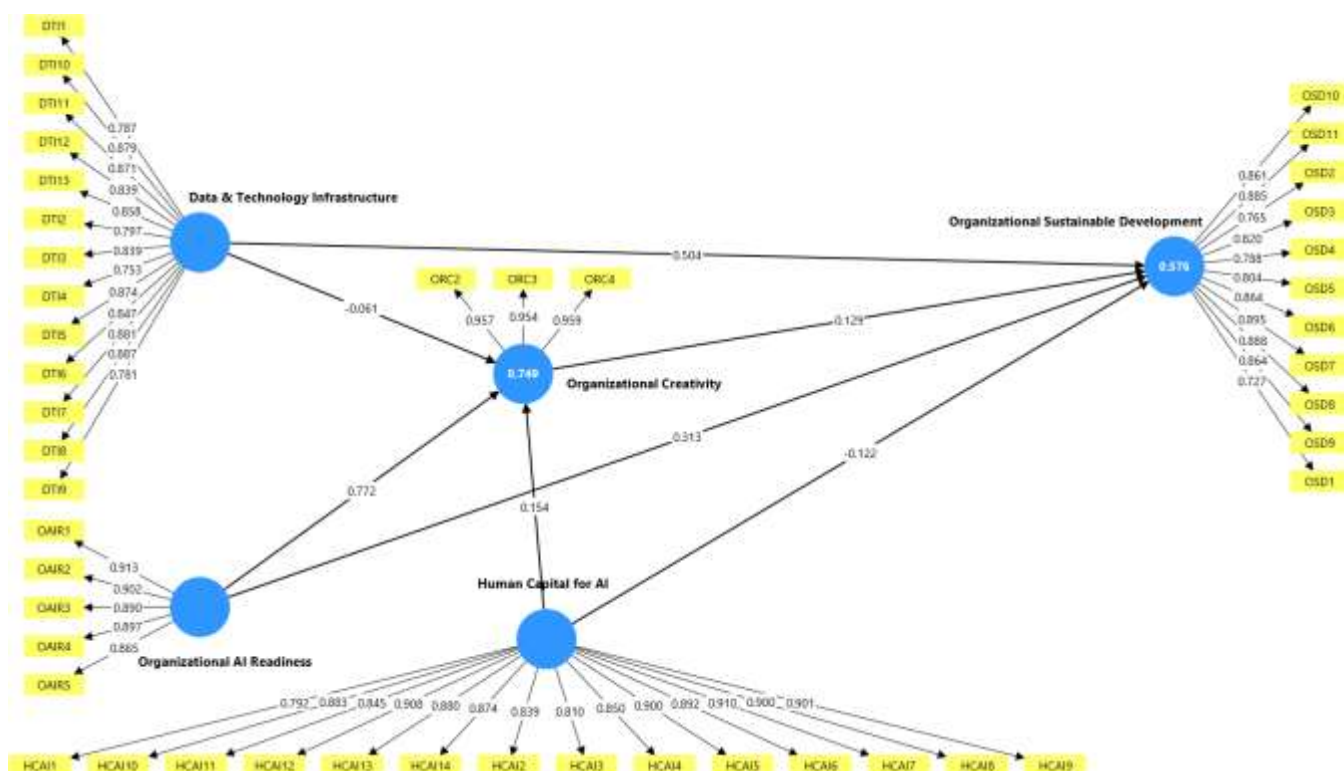 DTI1
DTI10
DTI11
DTI12
DTI13
DTI2
DTI3
DTI4
DTI5
DTI6
DTI7
DTI8
DTI9
0.787
0.879
0.871
0.839
0.858
0.797
0.839
0.753
0.874
0.847
0.881
0.887
0.781
Data & Technology Infrastructure
0.504
-0.061
ORC2
ORC3
ORC4
0.957
0.954
0.959
Organizational Creativity
Organizational Sustainable Development
0.576
OSD10
OSD11
OSD2
OSD3
OSD4
OSD5
OSD6
OSD7
OSD8
OSD9
OSD1
0.861
0.885
0.765
0.820
0.788
0.804
0.864
0.895
0.888
0.864
0.727
0.129
0.313
-0.122
0.772
0.154
OAIR1
OAIR2
OAIR3
OAIR4
OAIR5
0.913
0.902
0.890
0.897
0.885
Organizational AI Readiness
Human Capital for AI
0.792
0.883
0.845
0.908
0.880
0.874
0.839
0.810
0.850
0.900
0.892
0.910
0.900
0.901
HCAI1
HCAI10
HCAI11
HCAI12
HCAI13
HCAI14
HCAI2
HCAI3
HCAI4
HCAI5
HCAI6
HCAI7
HCAI8
HCAI9